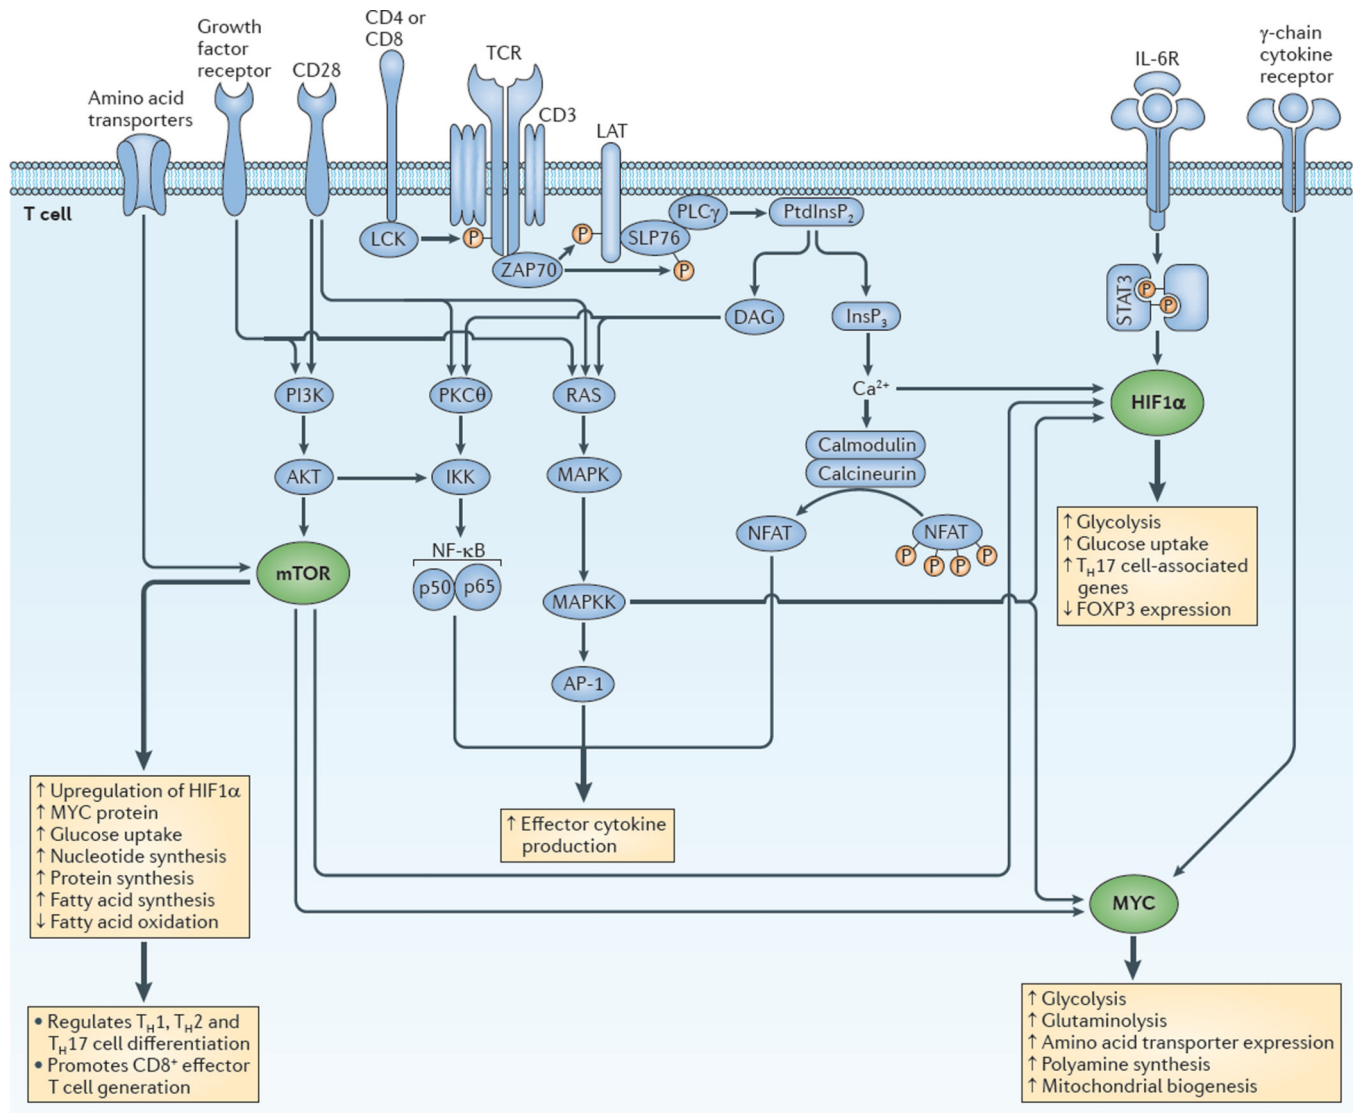 CD4 or
CD8
Growth
factor
receptor
CD28
TCR
γ-chain
cytokine
receptor
IL-6R
Amino acid
transporters
CD3
LAT
T cell
LCK
P
P
SLP76
PLCγ
PtdInsP2
ZAP70
P
STAT3
P
P
DAG
InsP3
PI3K
PKCθ
RAS
Ca2+
HIF1α
AKT
IKK
MAPK
Calmodulin
Calcineurin
NFAT
NFAT
P
P
P
P
↑ Glycolysis
↑ Glucose uptake
↑ TH17 cell-associated
genes
↓ FOXP3 expression
mTOR
NF-κB
p50
p65
MAPKK
AP-1
↑ Upregulation of HIF1α
↑ MYC protein
↑ Glucose uptake
↑ Nucleotide synthesis
↑ Protein synthesis
↑ Fatty acid synthesis
↓ Fatty acid oxidation
↑ Effector cytokine
production
MYC
• Regulates TH1, TH2 and
TH17 cell differentiation
• Promotes CD8+ effector
T cell generation
↑ Glycolysis
↑ Glutaminolysis
↑ Amino acid transporter expression
↑ Polyamine synthesis
↑ Mitochondrial biogenesis